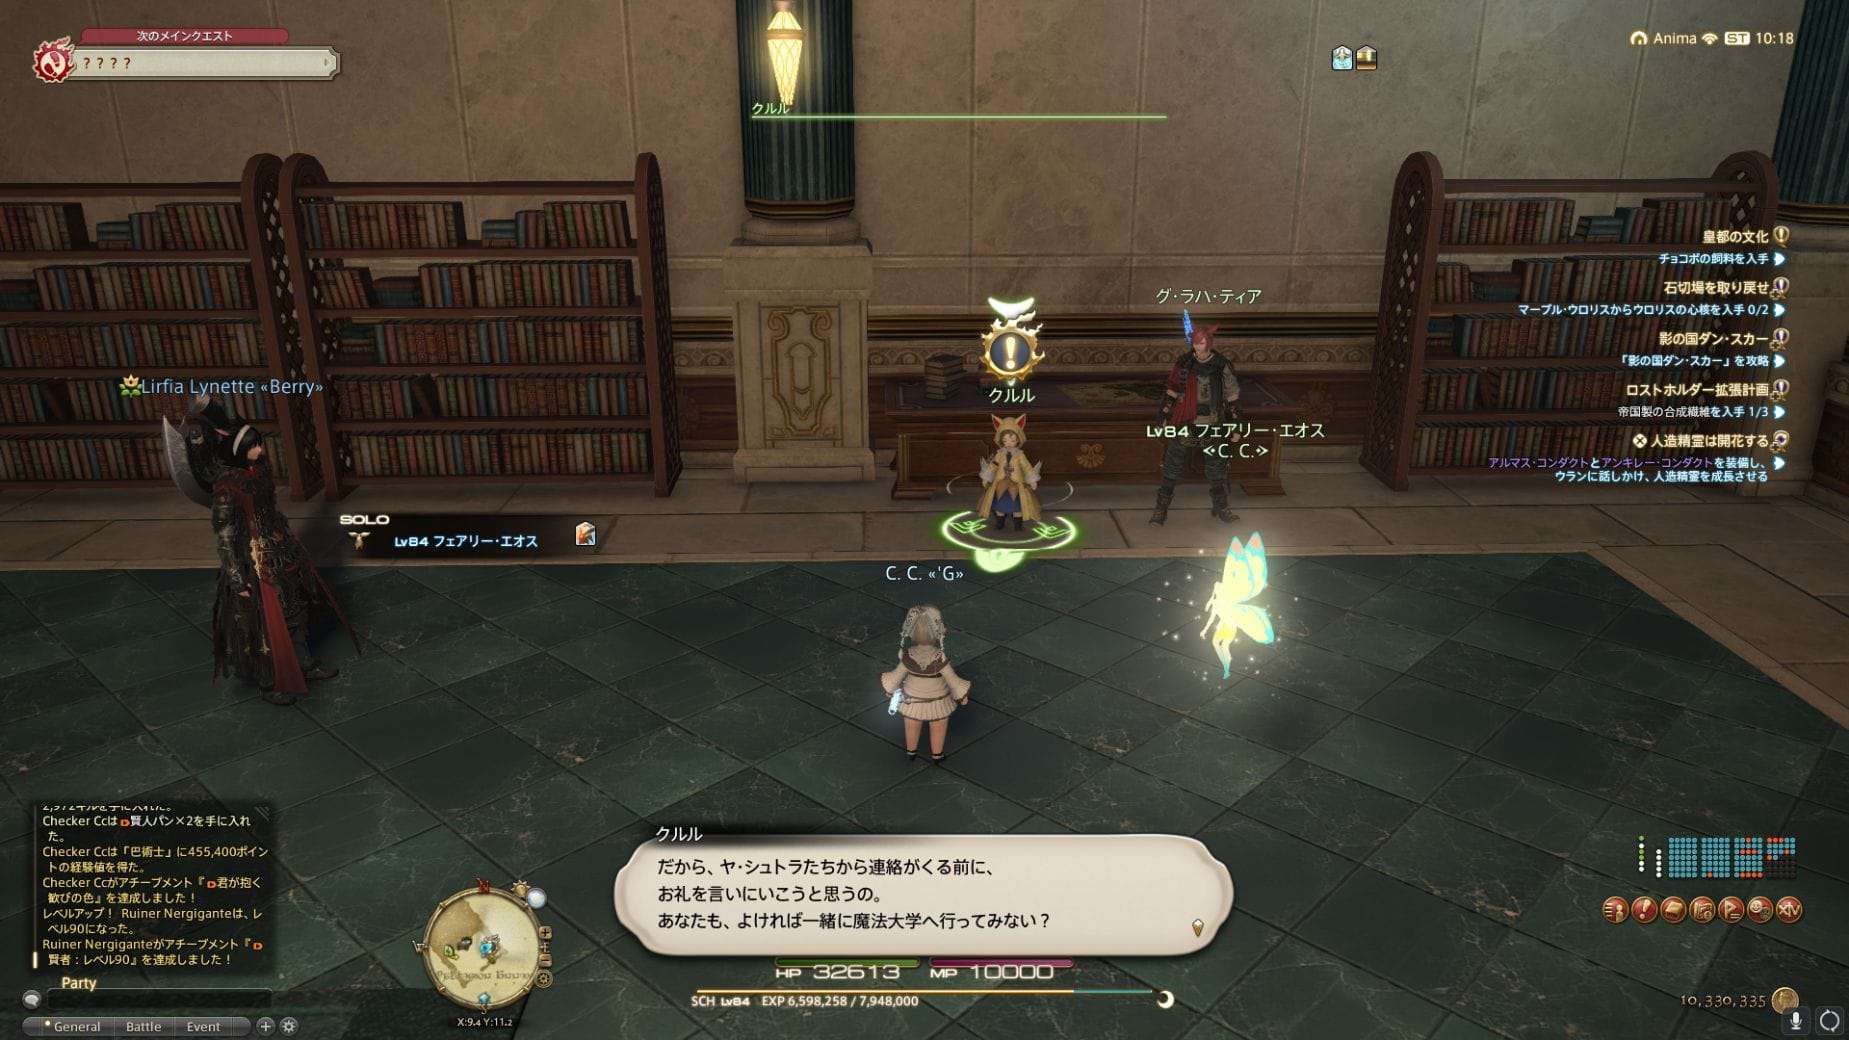 次のメインクエスト
????
Anima ST 10:18
クルル
皇都の文化
チョコボの飼料を入手
石切場を取り戻せ
マーブル・ウロリスからウロリスの心核を入手 0/2
影の国ダン・スカー
「影の国ダン・スカー」を攻略
ロストホルダー拡張計画
帝国製の合成繊維を入手 1/3
人造精霊は開花する
アルマス・コンダクトとアンキレー・コンダクトを装備し、
ウランに話しかけ、人造精霊を成長させる
グ・ラハ・ティア
クルル
Lirfia Lynette «Berry»
Lv84 フェアリー・エオス
<C. C.>
SOLO
Lv84 フェアリー・エオス
C. C. «'G»
2,972ギルを手に入れた。
Checker Ccは賢人パン×2を手に入れ
た。
Checker Ccは「巴術士」に455,400ポイン
トの経験値を得た。
Checker Ccがアチーブメント『君が抱く
歓びの色』を達成しました！
レベルアップ！ Ruiner Nergiganteは、レ
ベル90になった。
Ruiner Nergiganteがアチーブメント『
賢者：レベル90』を達成しました！
Party
General Battle Event
X:9.4 Y:11.2
クルル
だから、ヤ・シュトラたちから連絡がくる前に、
お礼を言いにいこうと思うの。
あなたも、よければ一緒に魔法大学へ行ってみない？
HP 32613 MP 10000
SCH Lv84 EXP 6,598,258 / 7,948,000
XIV
10,330,335